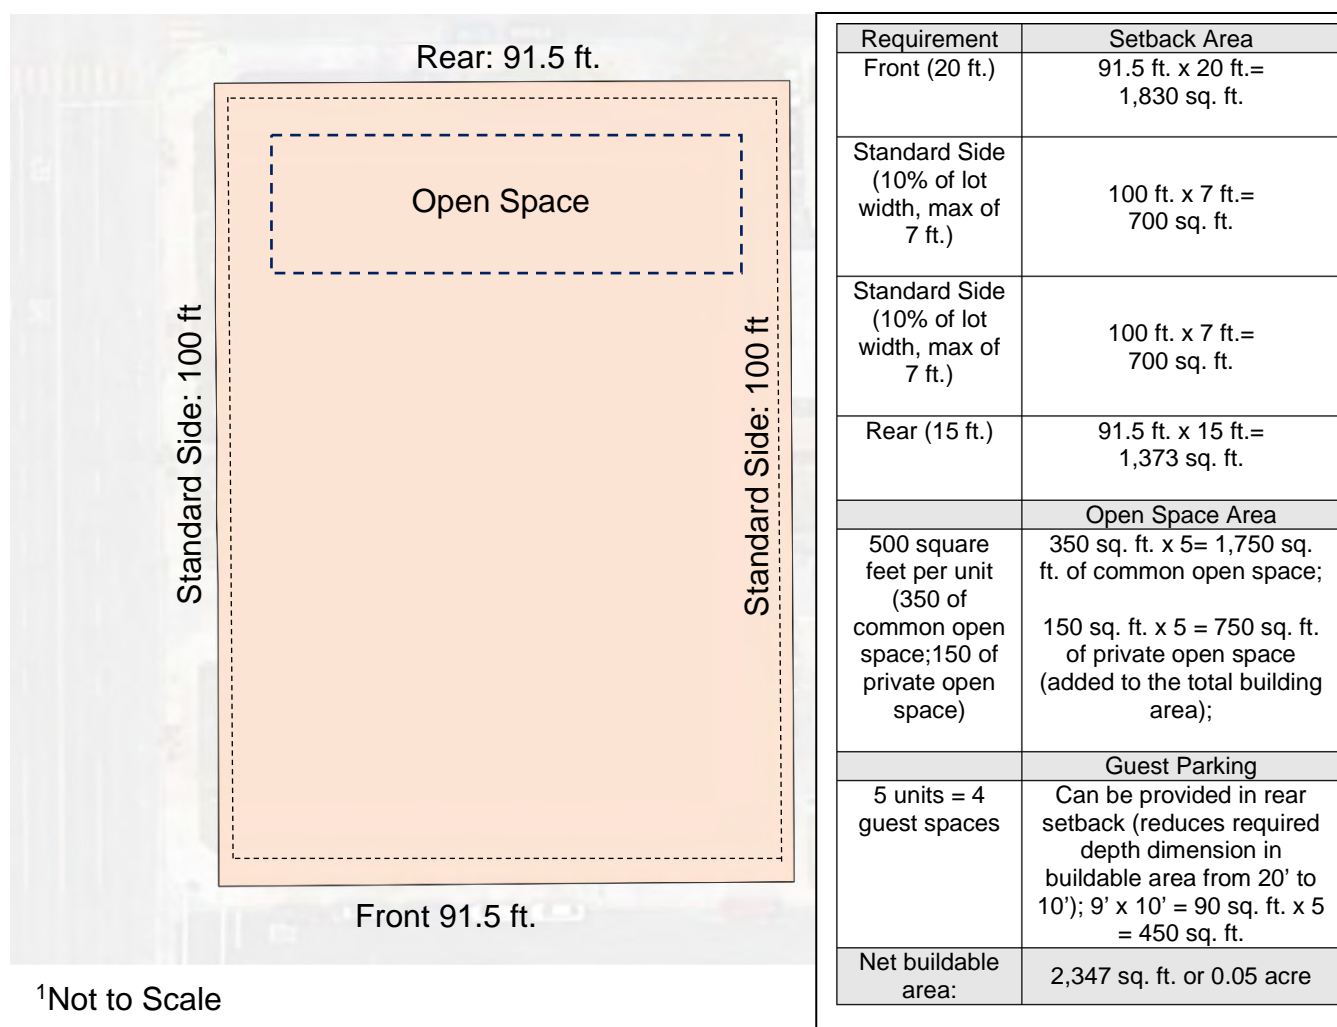 Rear: 91.5 ft.
Open Space
Standard Side: 100 ft
Standard Side: 100 ft
Front 91.5 ft.
¹Not to Scale
Requirement Setback Area
Front (20 ft.) 91.5 ft. x 20 ft.=
1,830 sq. ft.
Standard Side
(10% of lot
width, max of
7 ft.)
100 ft. x 7 ft.=
700 sq. ft.
Standard Side
(10% of lot
width, max of
7 ft.)
100 ft. x 7 ft.=
700 sq. ft.
Rear (15 ft.) 91.5 ft. x 15 ft.=
1,373 sq. ft.
Open Space Area
500 square
feet per unit
(350 of
common open
space;150 of
private open
space)
350 sq. ft. x 5= 1,750 sq.
ft. of common open space;
150 sq. ft. x 5 = 750 sq. ft.
of private open space
(added to the total building
area);
Guest Parking
5 units = 4
guest spaces
Can be provided in rear
setback (reduces required
depth dimension in
buildable area from 20’ to
10’); 9’ x 10’ = 90 sq. ft. x 5
= 450 sq. ft.
Net buildable
area:
2,347 sq. ft. or 0.05 acre